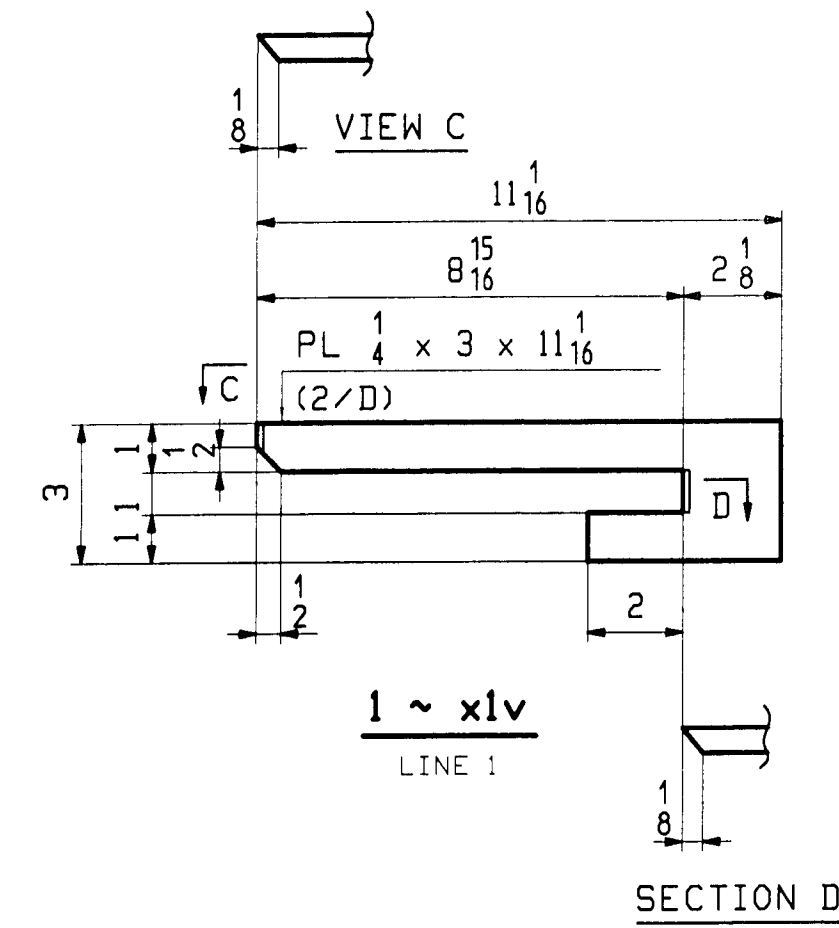 1/8
VIEW C
11 1/16
8 15/16
2 1/8
PL 1/4 x 3 x 11 1/16
C
(2/D)
3
1
1/2
1
1
D
1/2
2
1 ~ x1v
LINE 1
1/8
SECTION D